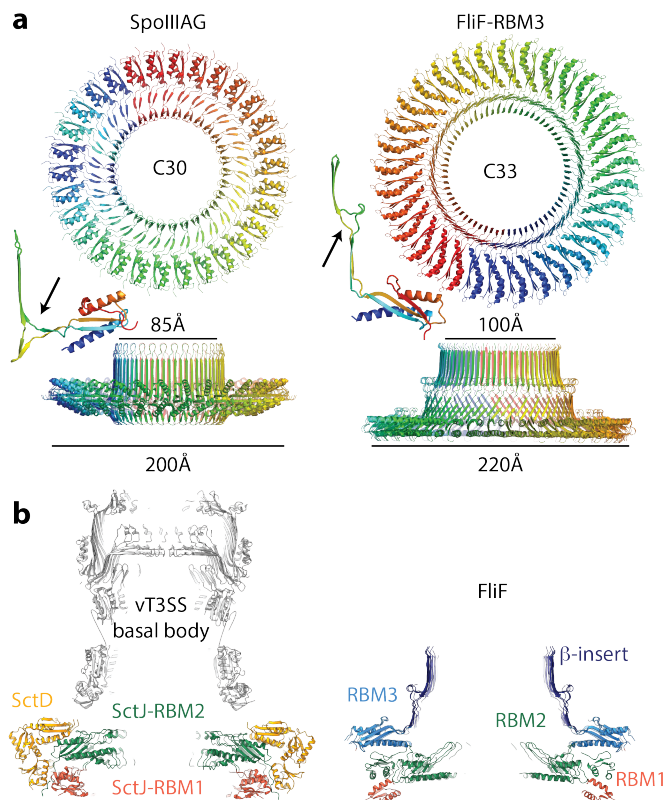 a
SpoIIIAG
FliF-RBM3
C30
C33
85Å
100Å
200Å
220Å
b
vT3SS
basal body
FliF
β-insert
SctD
SctJ-RBM2
RBM3
RBM2
SctJ-RBM1
RBM1